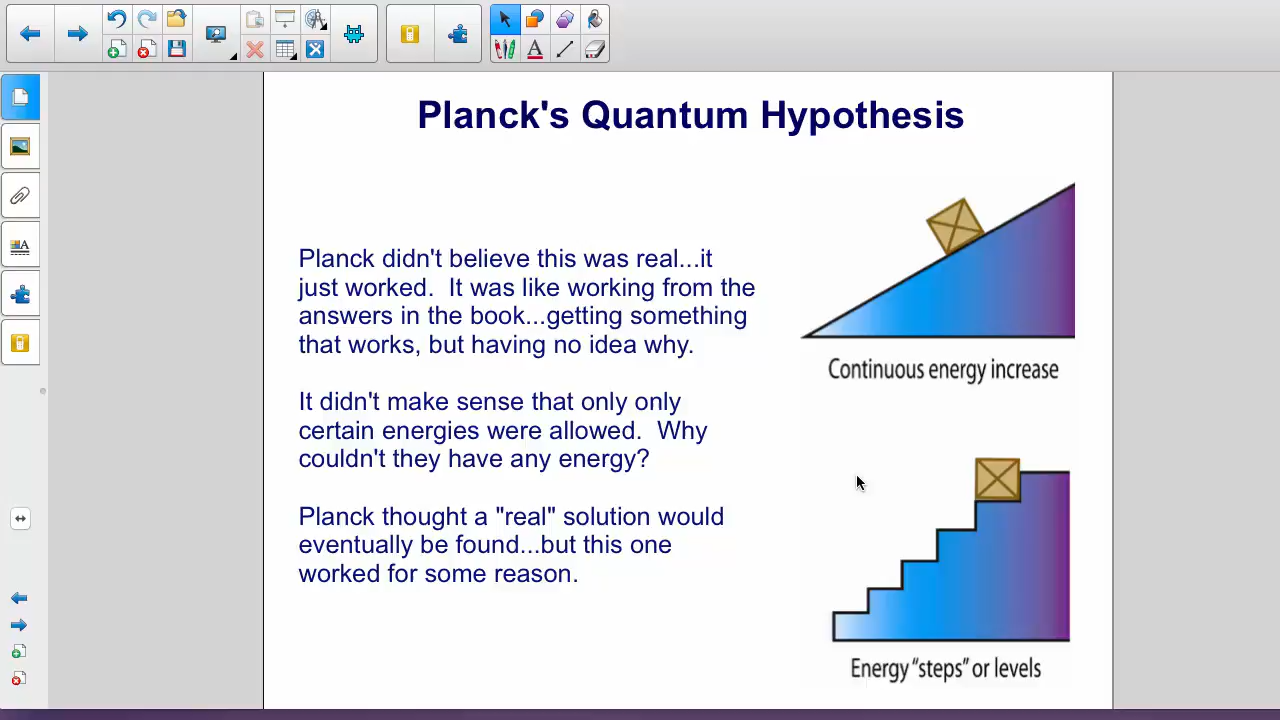 Planck's Quantum Hypothesis
Planck didn't believe this was real...it
just worked.  It was like working from the
answers in the book...getting something
that works, but having no idea why.
It didn't make sense that only only
certain energies were allowed.  Why
couldn't they have any energy?
Planck thought a "real" solution would
eventually be found...but this one
worked for some reason.
Continuous energy increase
Energy “steps” or levels